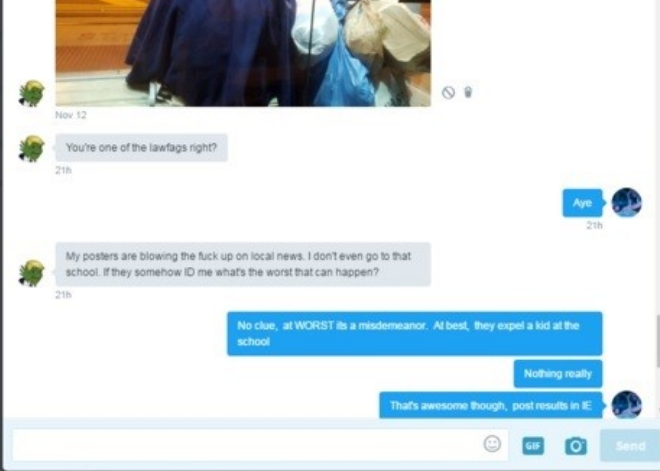 Nov 12
You're one of the lawfags right?
21h
Aye
21h
My posters are blowing the fuck up on local news. I don't even go to that
school. If they somehow ID me what's the worst that can happen?
21h
No clue, at WORST its a misdemeanor. At best, they expel a kid at the
school
Nothing really
That's awesome though, post results in IE
GIF
Send